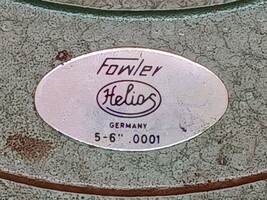 Fowler
Helios
GERMANY
5-6" .0001